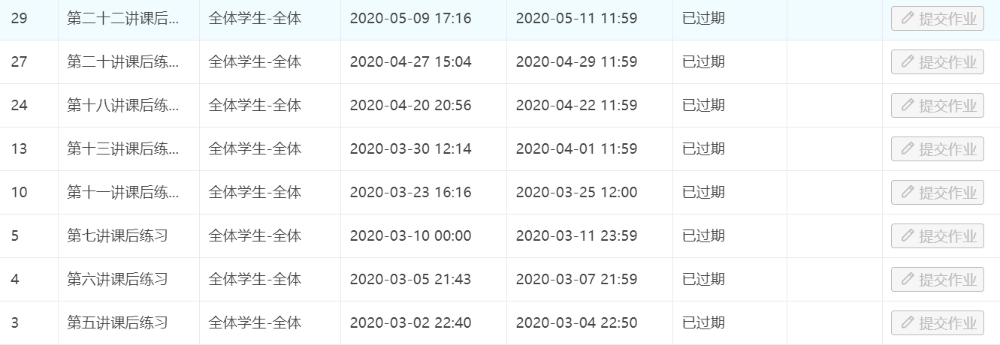 29 第二十二讲课后... 全体学生-全体 2020-05-09 17:16 2020-05-11 11:59 已过期 提交作业
27 第二十讲课后练... 全体学生-全体 2020-04-27 15:04 2020-04-29 11:59 已过期 提交作业
24 第十八讲课后练... 全体学生-全体 2020-04-20 20:56 2020-04-22 11:59 已过期 提交作业
13 第十三讲课后练... 全体学生-全体 2020-03-30 12:14 2020-04-01 11:59 已过期 提交作业
10 第十一讲课后练... 全体学生-全体 2020-03-23 16:16 2020-03-25 12:00 已过期 提交作业
5 第七讲课后练习 全体学生-全体 2020-03-10 00:00 2020-03-11 23:59 已过期 提交作业
4 第六讲课后练习 全体学生-全体 2020-03-05 21:43 2020-03-07 21:59 已过期 提交作业
3 第五讲课后练习 全体学生-全体 2020-03-02 22:40 2020-03-04 22:50 已过期 提交作业